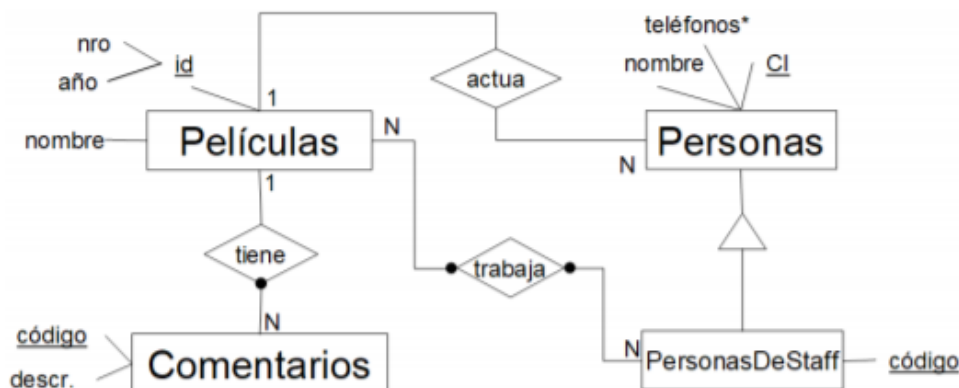 teléfonos*
nro
id
año
nombre
CI
actua
1
Películas
N
Personas
nombre
N
1
tiene
trabaja
N
código
descr.
Comentarios
N
PersonasDeStaff
código